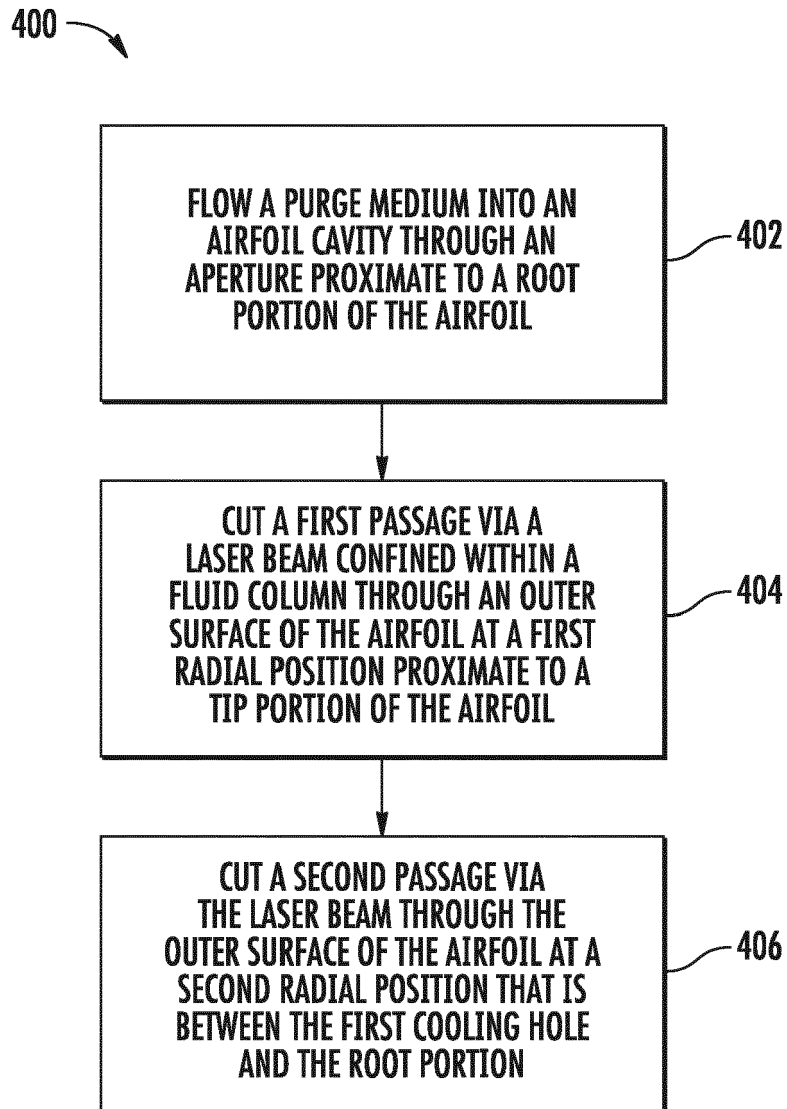 400
FLOW A PURGE MEDIUM INTO AN
AIRFOIL CAVITY THROUGH AN
APERTURE PROXIMATE TO A ROOT
PORTION OF THE AIRFOIL
402
CUT A FIRST PASSAGE VIA A
LASER BEAM CONFINED WITHIN A
FLUID COLUMN THROUGH AN OUTER
SURFACE OF THE AIRFOIL AT A FIRST
RADIAL POSITION PROXIMATE TO A
TIP PORTION OF THE AIRFOIL
404
CUT A SECOND PASSAGE VIA
THE LASER BEAM THROUGH THE
OUTER SURFACE OF THE AIRFOIL AT A
SECOND RADIAL POSITION THAT IS
BETWEEN THE FIRST COOLING HOLE
AND THE ROOT PORTION
406